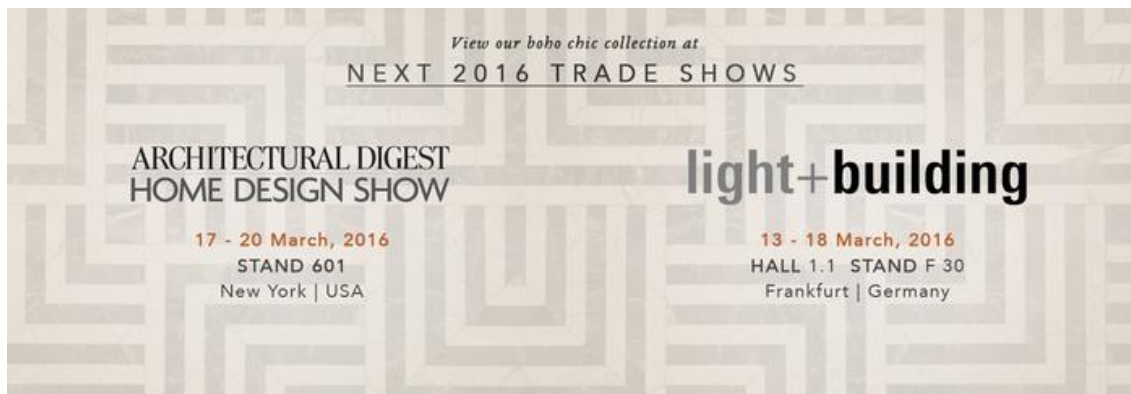 View our boho chic collection at
NEXT 2016 TRADE SHOWS
ARCHITECTURAL DIGEST
HOME DESIGN SHOW
17 - 20 March, 2016
STAND 601
New York | USA
light+building
13 - 18 March, 2016
HALL 1.1 STAND F 30
Frankfurt | Germany